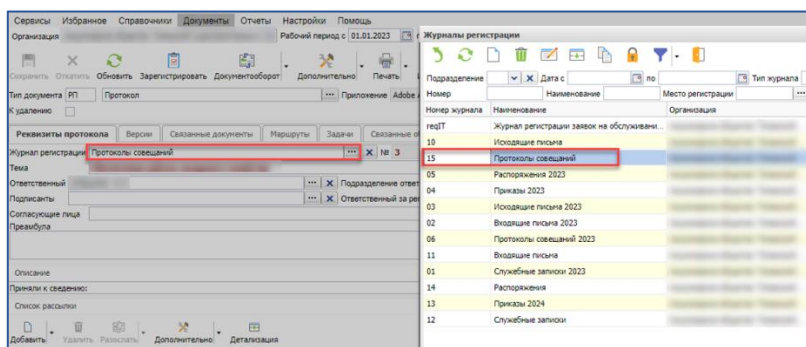 Сервисы Избранное Справочники Документы Отчеты Настройки Помощь
Организация Рабочий период с 01.01.2023
Сохранить Откатить Обновить Зарегистрировать Документооборот Дополнительно Печать
Тип документа РП Протокол Приложение Adobe
К удалению
Реквизиты протокола Версии Связанные документы Маршруты Задачи Связанные
Журнал регистрации Протоколы совещаний № 3
Тема
Ответственный Подразделение
Подписанты Ответственный за
Согласующие лица
Преамбула
Описание
Приняли к сведению:
Список рассылки
Добавить Удалить Разослать Дополнительно Детализация
Журналы регистрации
Подразделение Дата с по Тип журнала
Номер Наименование Место регистрации
Номер журнала Наименование Организация
reqIT Журнал регистрации заявок на обслуживани...
10 Исходящие письма
15 Протоколы совещаний
05 Распоряжения 2023
04 Приказы 2023
03 Исходящие письма 2023
02 Входящие письма 2023
06 Протоколы совещаний 2023
11 Входящие письма
01 Служебные записки 2023
14 Распоряжения
13 Приказы 2024
12 Служебные записки